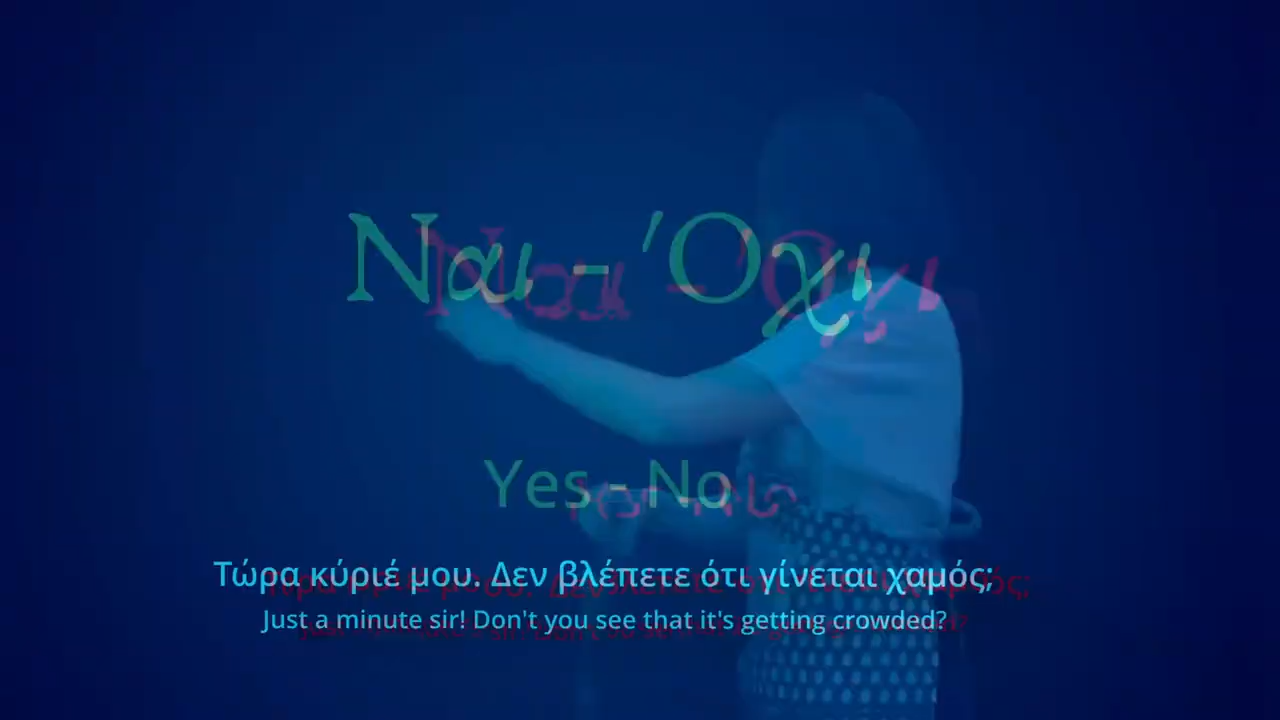 Ναι - Όχι
Yes - No
Τώρα κύριέ μου. Δεν βλέπετε ότι γίνεται χαμός;
Just a minute sir! Don't you see that it's getting crowded?